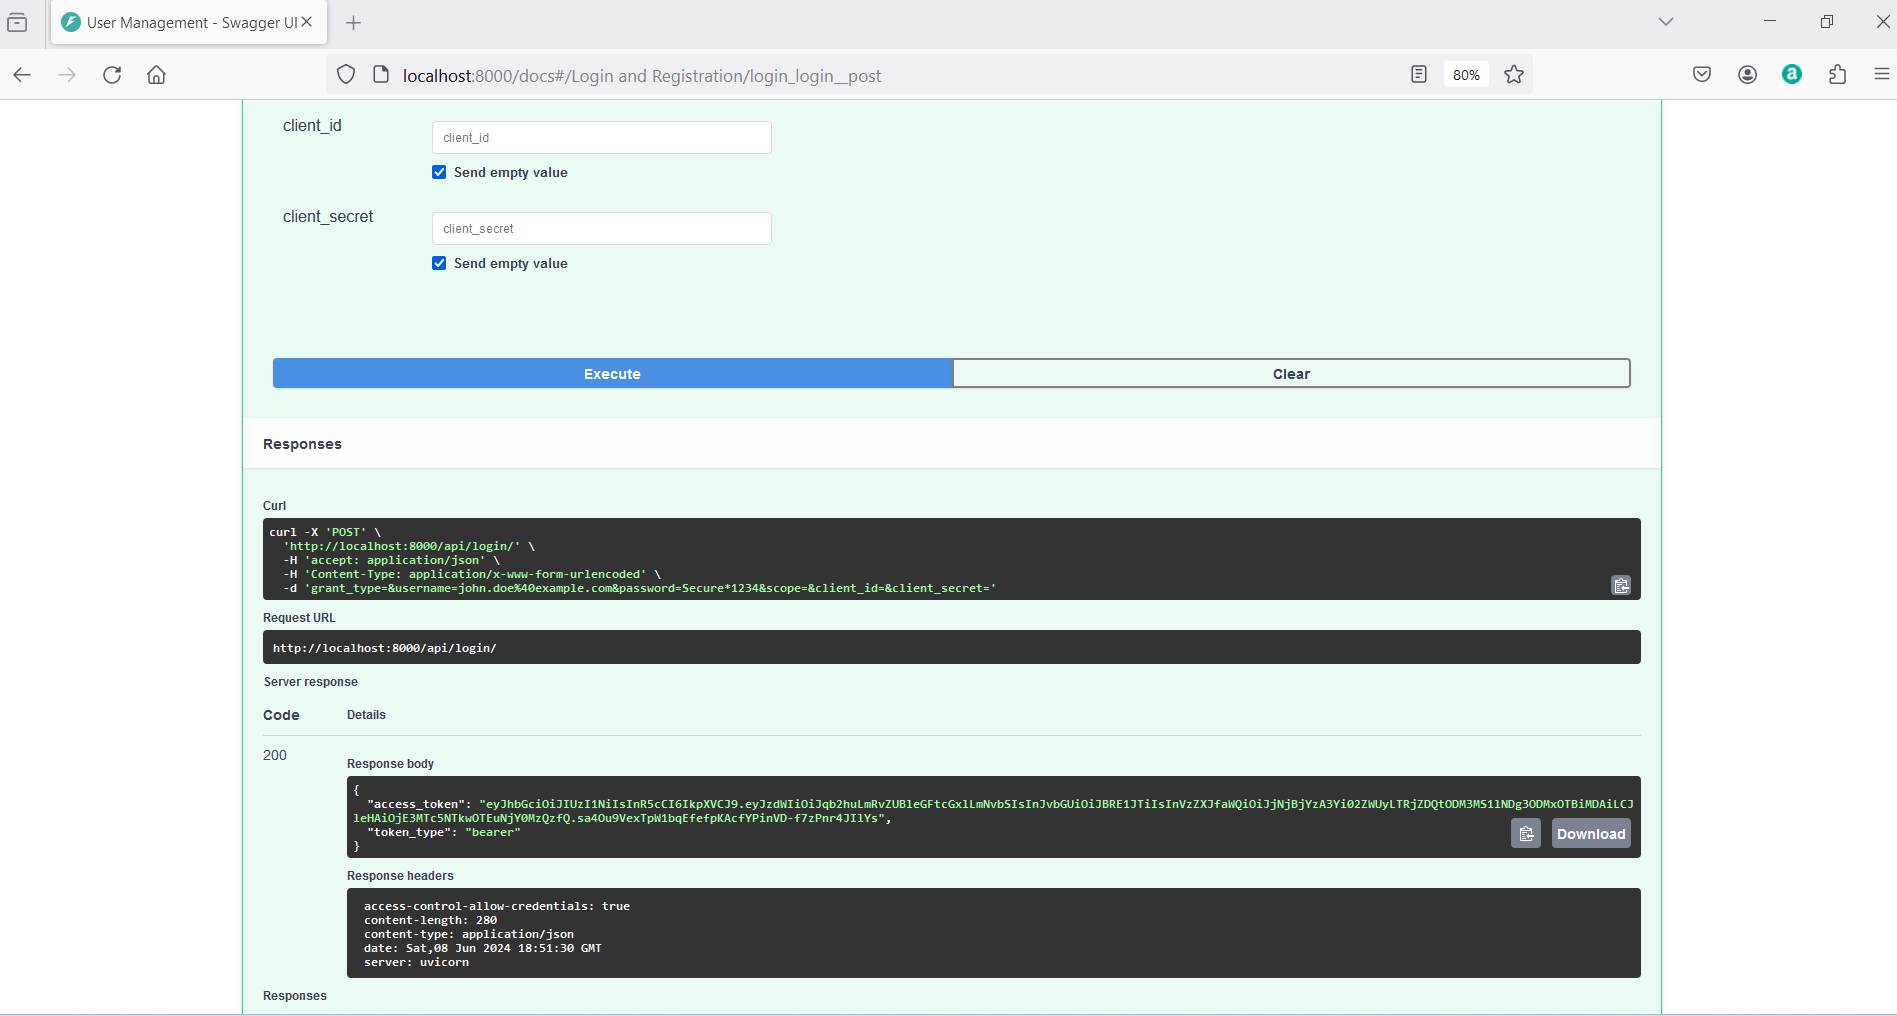 User Management - Swagger UI
localhost:8000/docs#/Login and Registration/login_login__post
80%
client_id
client_id
Send empty value
client_secret
client_secret
Send empty value
Execute
Clear
Responses
Curl
curl -X 'POST' \
'http://localhost:8000/api/login/' \
-H 'accept: application/json' \
-H 'Content-Type: application/x-www-form-urlencoded' \
-d 'grant_type=&username=john.doe%40example.com&password=Secure*1234&scope=&client_id=&client_secret='
Request URL
http://localhost:8000/api/login/
Server response
Code
Details
200
Response body
{
"access_token": "eyJhbGciOiJIUzI1NiIsInR5cCI6IkpXVCJ9.eyJzdWIiOiJqb2huLmRvZUBleGFtcGxlLmNvbSIsInJvbGUiOiJBRE1JTiIsInVzZXJfaWQiOiJjNjBjYzA3Yi02ZWUyLTRjZDQtODM3MS1lNDg3ODMxOTBiMDAiLCJ
leHAiOjE3MTc5NTkwOTEuNjY0MzQzfQ.sa4Ou9VexTpW1bqEfefpKAcfYPinVD-f7zPnr4JIlYs",
"token_type": "bearer"
}
Download
Response headers
access-control-allow-credentials: true
content-length: 280
content-type: application/json
date: Sat,08 Jun 2024 18:51:30 GMT
server: uvicorn
Responses